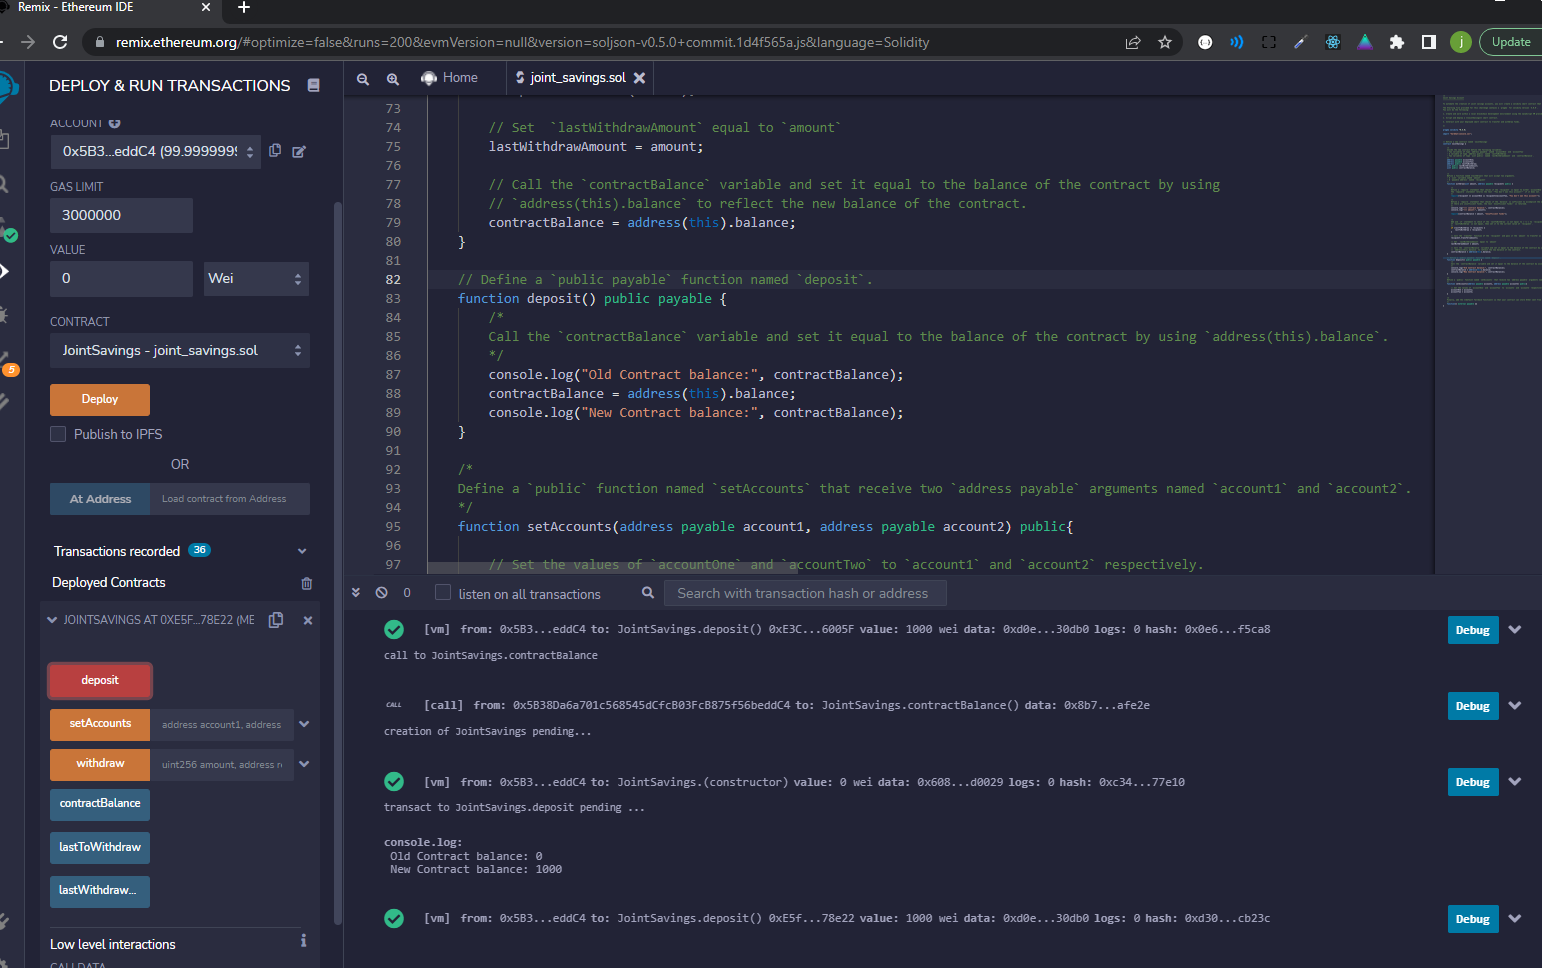 Remix - Ethereum IDE
remix.ethereum.org/#optimize=false&runs=200&evmVersion=null&version=soljson-v0.5.0+commit.1d4f565a.js&language=Solidity
j
Update
DEPLOY & RUN TRANSACTIONS
ACCOUNT
0x5B3...eddC4 (99.9999999
GAS LIMIT
3000000
VALUE
0
Wei
CONTRACT
JointSavings - joint_savings.sol
Deploy
Publish to IPFS
OR
At Address
Load contract from Address
Transactions recorded 36
Deployed Contracts
JOINTSAVINGS AT 0XE5F...78E22 (ME
deposit
setAccounts
address account1, address
withdraw
uint256 amount, address r
contractBalance
lastToWithdraw
lastWithdraw...
Low level interactions
i
CALLDATA
5
Home
joint_savings.sol
73
74 // Set `lastWithdrawAmount` equal to `amount`
75 lastWithdrawAmount = amount;
76
77 // Call the `contractBalance` variable and set it equal to the balance of the contract by using
78 // `address(this).balance` to reflect the new balance of the contract.
79 contractBalance = address(this).balance;
80 }
81
82 // Define a `public payable` function named `deposit`.
83 function deposit() public payable {
84 /*
85 Call the `contractBalance` variable and set it equal to the balance of the contract by using `address(this).balance`.
86 */
87 console.log("Old Contract balance:", contractBalance);
88 contractBalance = address(this).balance;
89 console.log("New Contract balance:", contractBalance);
90 }
91
92 /*
93 Define a `public` function named `setAccounts` that receive two `address payable` arguments named `account1` and `account2`.
94 */
95 function setAccounts(address payable account1, address payable account2) public{
96
97 // Set the values of `accountOne` and `accountTwo` to `account1` and `account2` respectively.
0
listen on all transactions
Search with transaction hash or address
[vm] from: 0x5B3...eddC4 to: JointSavings.deposit() 0xE3C...6005F value: 1000 wei data: 0xd0e...30db0 logs: 0 hash: 0x0e6...f5ca8
Debug
call to JointSavings.contractBalance
CALL [call] from: 0x5B38Da6a701c568545dCfcB03FcB875f56beddC4 to: JointSavings.contractBalance() data: 0x8b7...afe2e
Debug
creation of JointSavings pending...
[vm] from: 0x5B3...eddC4 to: JointSavings.(constructor) value: 0 wei data: 0x608...d0029 logs: 0 hash: 0xc34...77e10
Debug
transact to JointSavings.deposit pending ...
console.log:
Old Contract balance: 0
New Contract balance: 1000
[vm] from: 0x5B3...eddC4 to: JointSavings.deposit() 0xE5f...78e22 value: 1000 wei data: 0xd0e...30db0 logs: 0 hash: 0xd30...cb23c
Debug